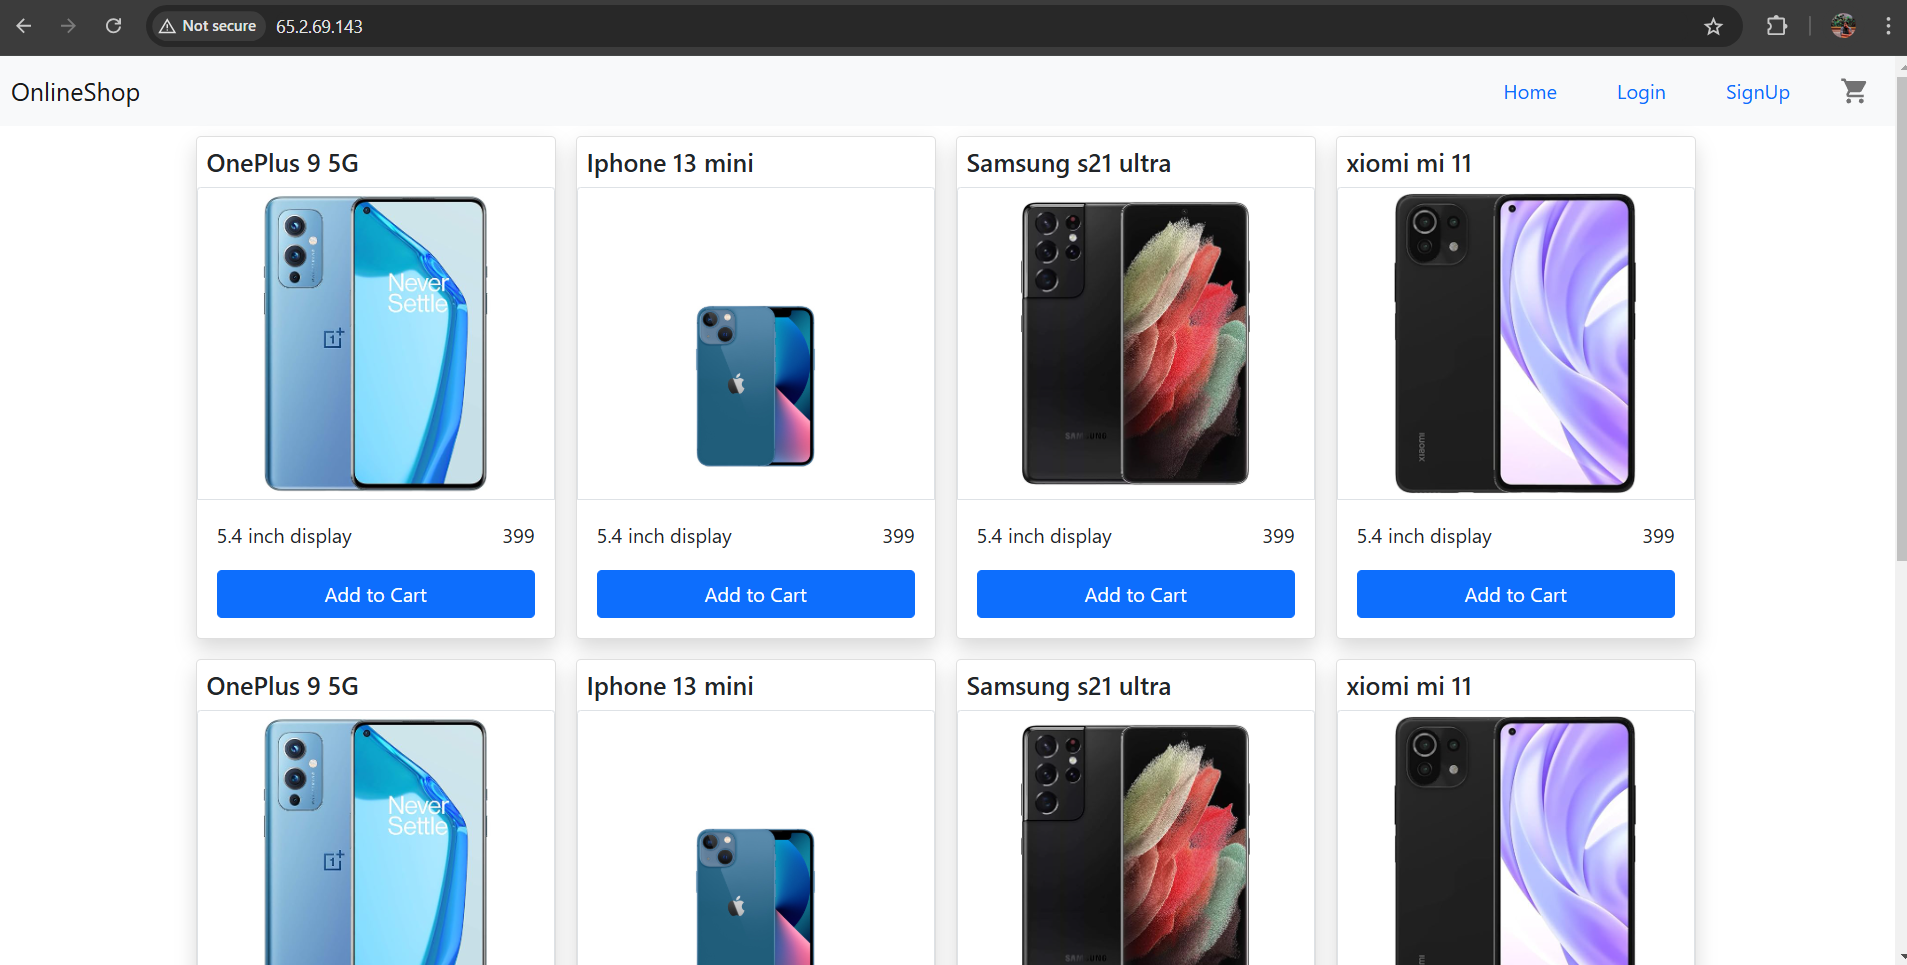 Not secure 65.2.69.143
OnlineShop Home Login SignUp
OnePlus 9 5G Iphone 13 mini Samsung s21 ultra xiomi mi 11
Never
Settle
SAMSUNG
xiaomi
5.4 inch display 399 5.4 inch display 399 5.4 inch display 399 5.4 inch display 399
Add to Cart Add to Cart Add to Cart Add to Cart
OnePlus 9 5G Iphone 13 mini Samsung s21 ultra xiomi mi 11
Never
Settle
SAMSUNG